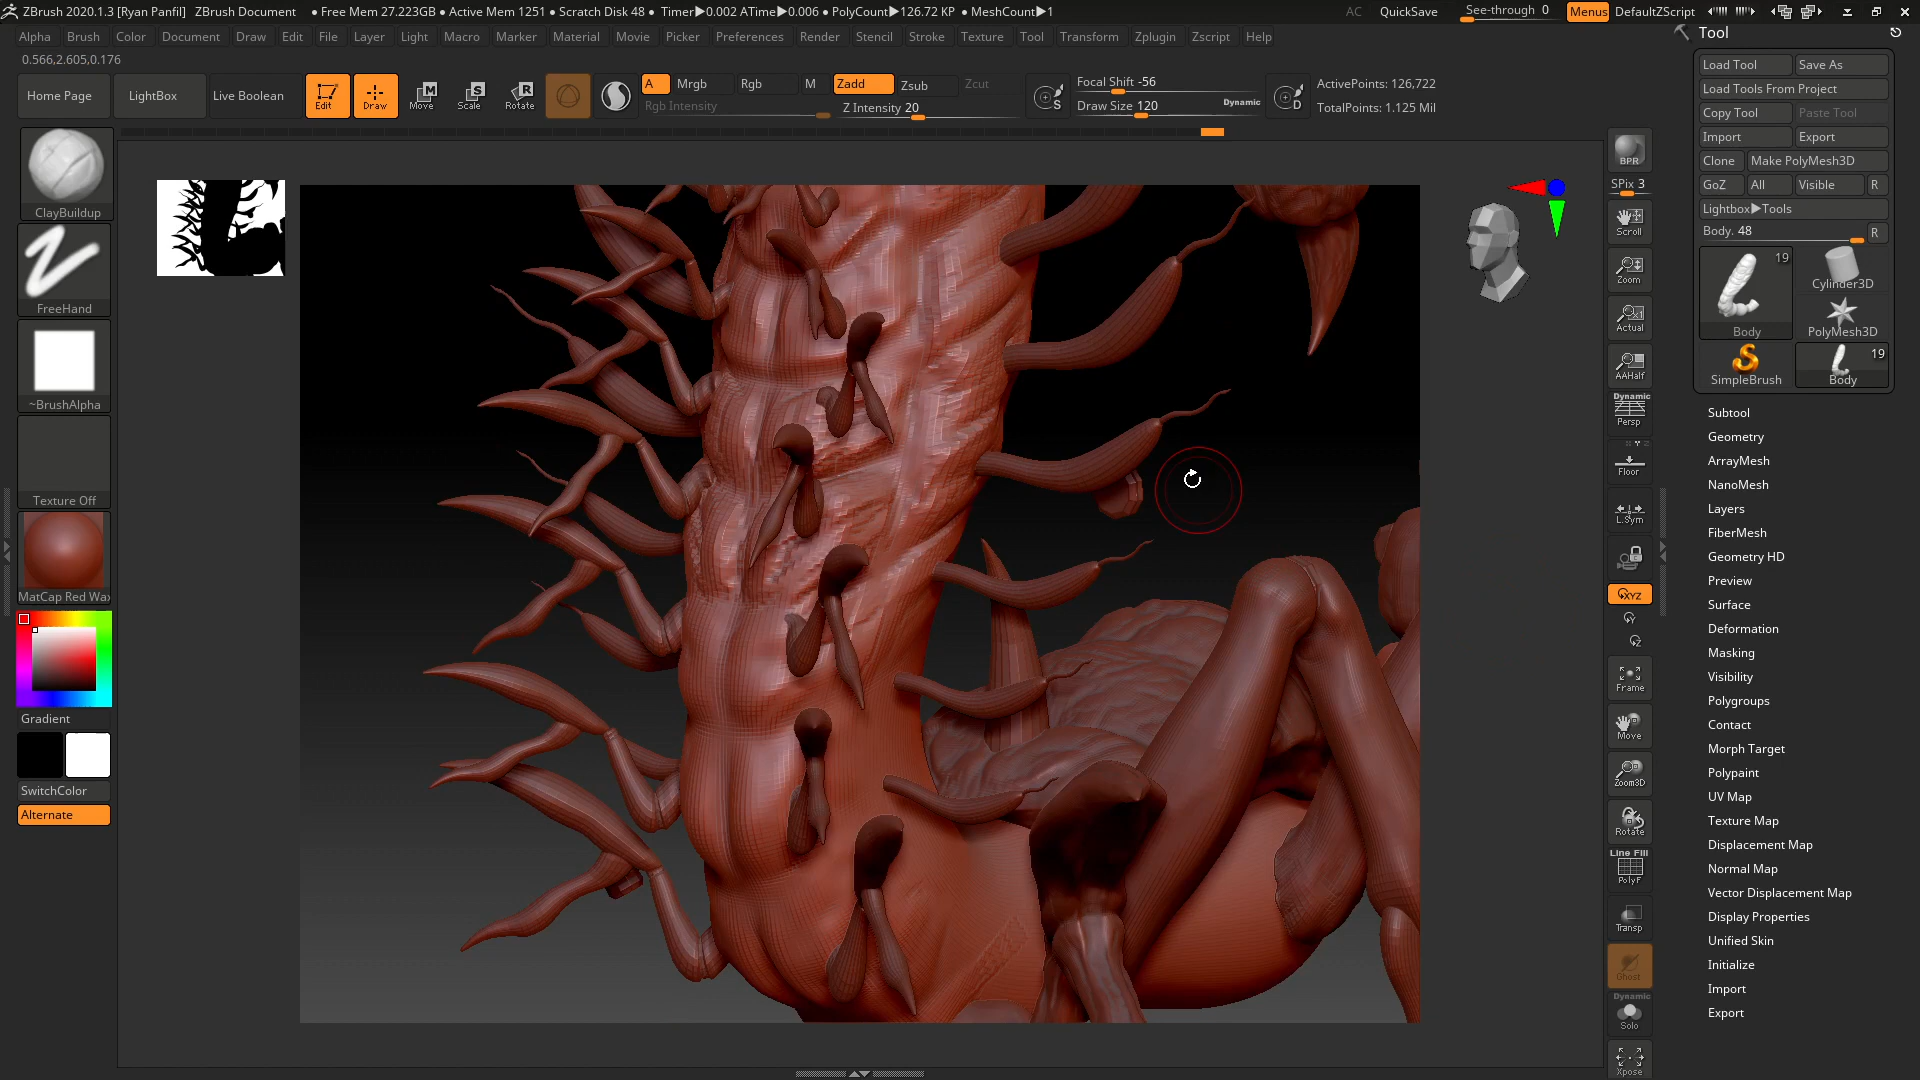 ZBrush 2020.1.3 [Ryan Panfil] ZBrush Document • Free Mem 27.223GB • Active Mem 1251 • Scratch Disk 48 • Timer▶0.002 ATime▶0.006 • PolyCount▶126.72 KP • MeshCount▶1 AC QuickSave See-through 0 Menus DefaultZScript
Alpha Brush Color Document Draw Edit File Layer Light Macro Marker Material Movie Picker Preferences Render Stencil Stroke Texture Tool Transform Zplugin Zscript Help
0.566,2.605,0.176
Home Page LightBox Live Boolean Edit Draw Move Scale Rotate
A Mrgb Rgb M Zadd Zsub Zcut
Rgb Intensity Z Intensity 20
Focal Shift -56
Draw Size 120 Dynamic
ActivePoints: 126,722
TotalPoints: 1.125 Mil
ClayBuildup
FreeHand
~BrushAlpha
Texture Off
MatCap Red Wax
Gradient
SwitchColor
Alternate
BPR
SPix 3
Scroll
Zoom
Actual
AAHalf
Dynamic
Persp
Floor
L.Sym
XYZ
Y
Z
Frame
Move
Zoom3D
Rotate
Line Fill
PolyF
Transp
Ghost
Dynamic
Solo
Xpose
Tool
Load Tool Save As
Load Tools From Project
Copy Tool Paste Tool
Import Export
Clone Make PolyMesh3D
GoZ All Visible R
Lightbox▶Tools
Body. 48 R
19
Body
Cylinder3D
PolyMesh3D
SimpleBrush
19
Body
Subtool
Geometry
ArrayMesh
NanoMesh
Layers
FiberMesh
Geometry HD
Preview
Surface
Deformation
Masking
Visibility
Polygroups
Contact
Morph Target
Polypaint
UV Map
Texture Map
Displacement Map
Normal Map
Vector Displacement Map
Display Properties
Unified Skin
Initialize
Import
Export